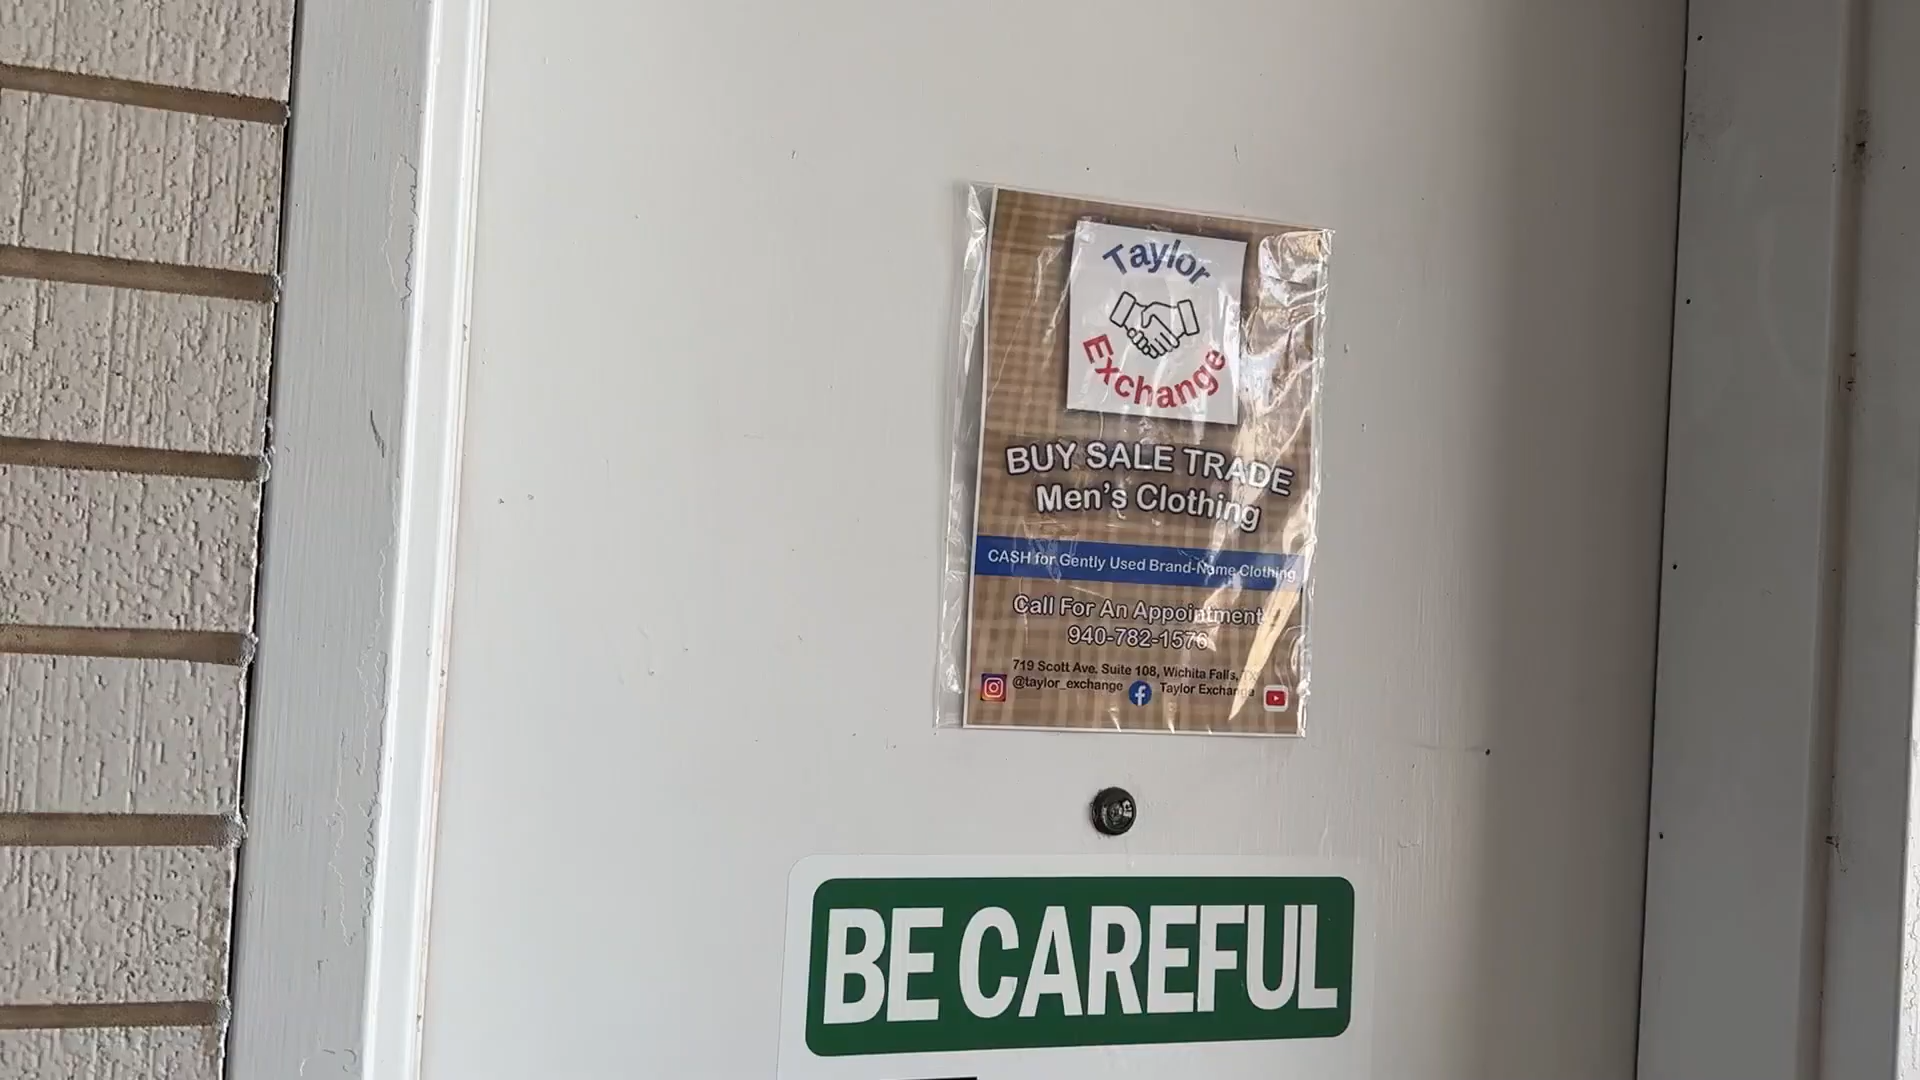 Taylor
Exchange
BUY SALE TRADE
Men's Clothing
CASH for Gently Used Brand-Name Clothing
Call For An Appointment
940-782-1576
719 Scott Ave. Suite 108, Wichita Falls, TX
@taylor_exchange Taylor Exchange
BE CAREFUL